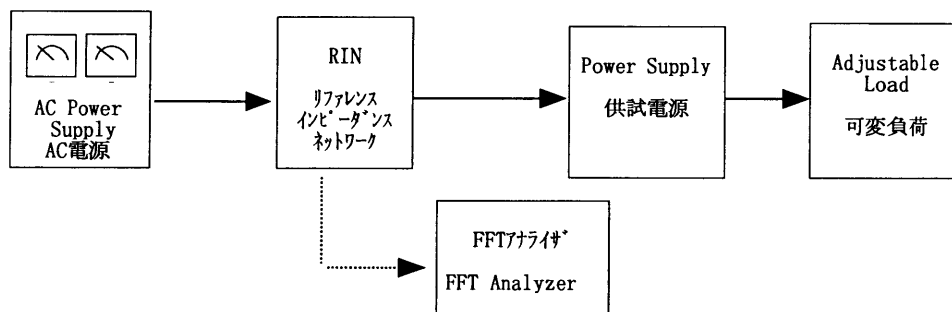 AC Power
Supply
AC電源
RIN
リファレンス
インピーダンス
ネットワーク
Power Supply
供試電源
Adjustable
Load
可変負荷
FFTアナライザ
FFT Analyzer